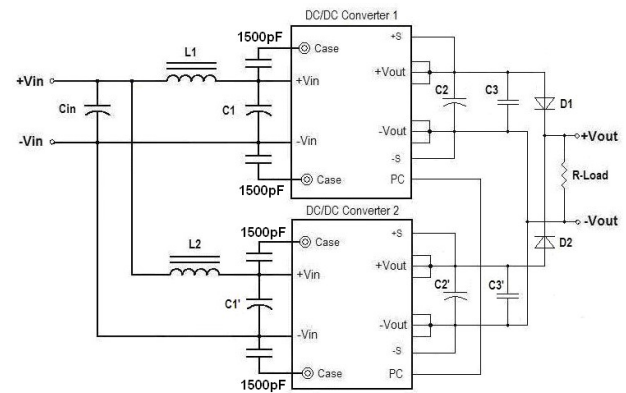 DC/DC Converter 1
1500pF
Case
+S
L1
+Vin
+Vin
+Vout
Cin
C1
C2
C3
D1
-Vin
-Vin
-Vout
+Vout
-S
R-Load
Case
PC
1500pF
-Vout
DC/DC Converter 2
1500pF
Case
+S
L2
D2
+Vin
+Vout
C1'
C2'
C3'
-Vin
-Vout
-S
Case
PC
1500pF